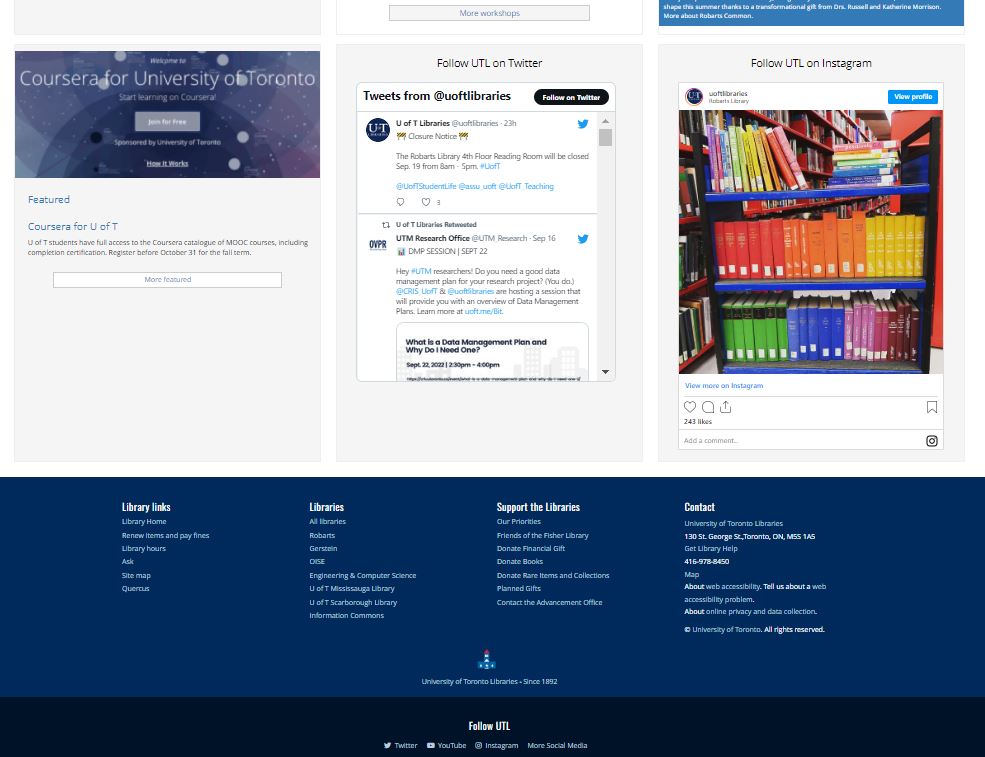 More workshops
shape this summer thanks to a transformational gift from Drs. Russell and Katherine Morrison.
More about Robarts Common.
Welcome to
Coursera for University of Toronto
Start learning on Coursera!
Join for Free
Sponsored by University of Toronto
How It Works
Featured
Coursera for U of T
U of T students have full access to the Coursera catalogue of MOOC courses, including
completion certification. Register before October 31 for the fall term.
More featured
Follow UTL on Twitter
Tweets from @uoftlibraries
Follow on Twitter
U of T Libraries @uoftlibraries · 23h
🚧 Closure Notice 🚧
The Robarts Library 4th Floor Reading Room will be closed
Sep. 19 from 8am - 5pm. #UofT
@UofTStudentLife @assu_uoft @UofT_Teaching
3
U of T Libraries Retweeted
OVPR
UTM Research Office @UTM_Research · Sep 16
📊 DMP SESSION | SEPT 22
Hey #UTM researchers! Do you need a good data
management plan for your research project? (You do.)
@CRIS_UofT & @uoftlibraries are hosting a session that
will provide you with an overview of Data Management
Plans. Learn more at uoft.me/8it.
What is a Data Management Plan and
Why Do I Need One?
Sept. 22, 2022 | 2:30pm - 4:00pm
Follow UTL on Instagram
uoftlibraries
Robarts Library
View profile
View more on Instagram
243 likes
Add a comment...
Library links
Library Home
Renew items and pay fines
Library hours
Ask
Site map
Quercus
Libraries
All libraries
Robarts
Gerstein
OISE
Engineering & Computer Science
U of T Mississauga Library
U of T Scarborough Library
Information Commons
Support the Libraries
Our Priorities
Friends of the Fisher Library
Donate Financial Gift
Donate Books
Donate Rare Items and Collections
Planned Gifts
Contact the Advancement Office
Contact
University of Toronto Libraries
130 St. George St.,Toronto, ON, M5S 1A5
Get Library Help
416-978-8450
Map
About web accessibility. Tell us about a web
accessibility problem.
About online privacy and data collection.
© University of Toronto. All rights reserved.
University of Toronto Libraries - Since 1892
Follow UTL
Twitter YouTube Instagram More Social Media